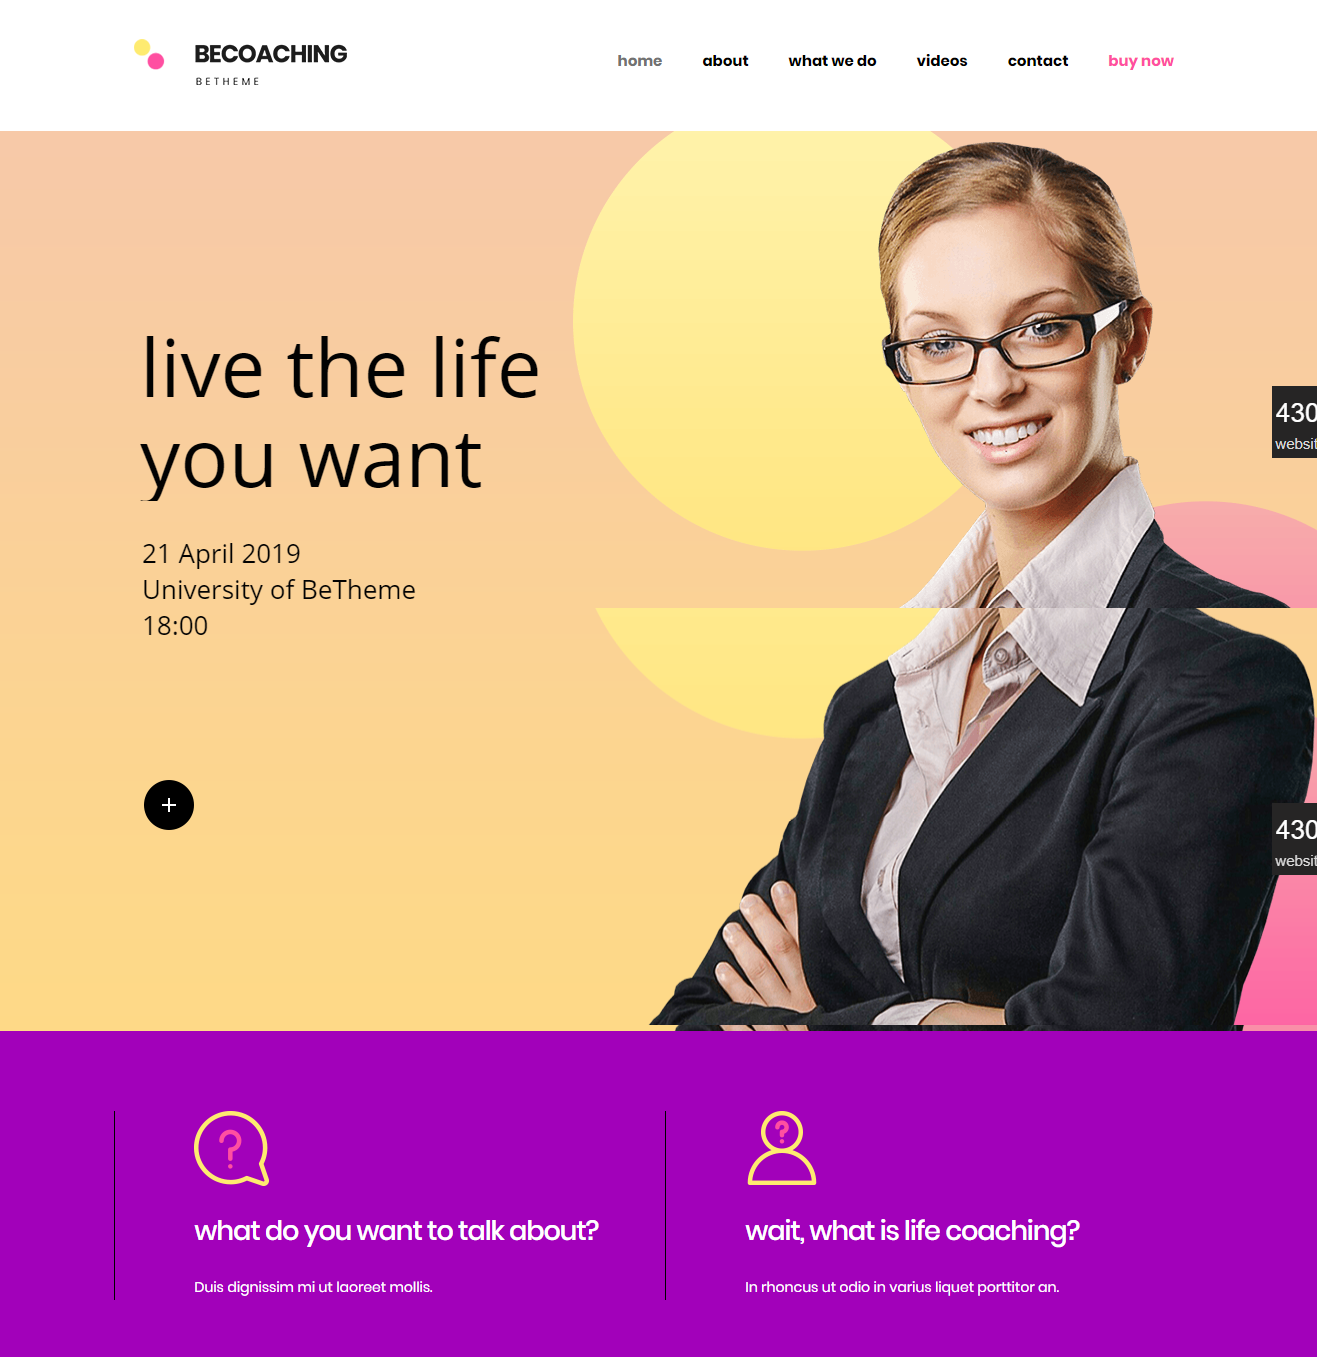 BECOACHING
BETHEME
home about what we do videos contact buy now
live the life
you want
21 April 2019
University of BeTheme
18:00
430
430
?
?
what do you want to talk about?
wait, what is life coaching?
Duis dignissim mi ut laoreet mollis.
In rhoncus ut odio in varius liquet porttitor an.